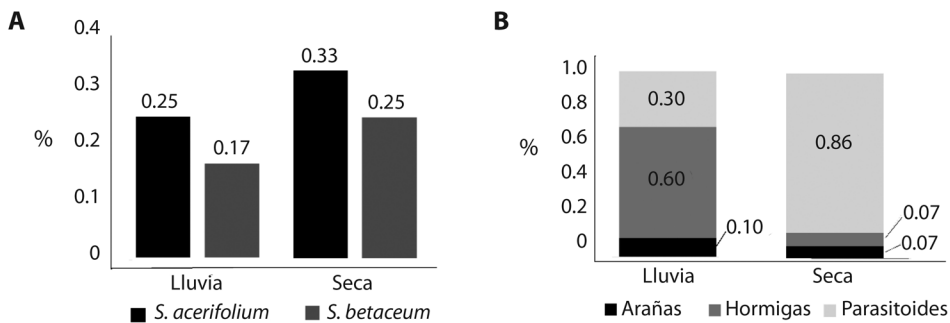 A
%
0.4
0.3
0.2
0.1
0
0.25
0.17
0.33
0.25
Lluvia
Seca
S. acerifolium
S. betaceum
B
%
1.0
0.8
0.6
0.4
0.2
0
0.30
0.60
0.10
0.86
0.07
0.07
Lluvia
Seca
Arañas
Hormigas
Parasitoides